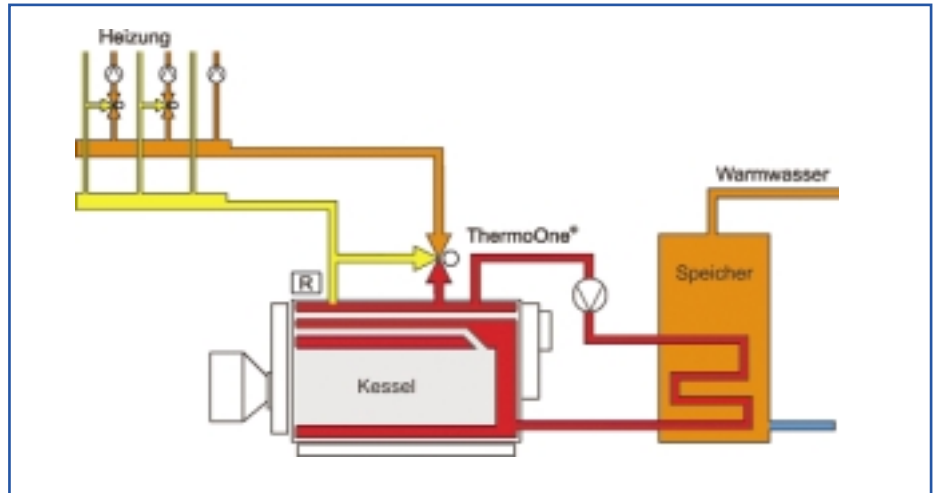 Heizung
Warmwasser
ThermoOne®
Speicher
R
Kessel